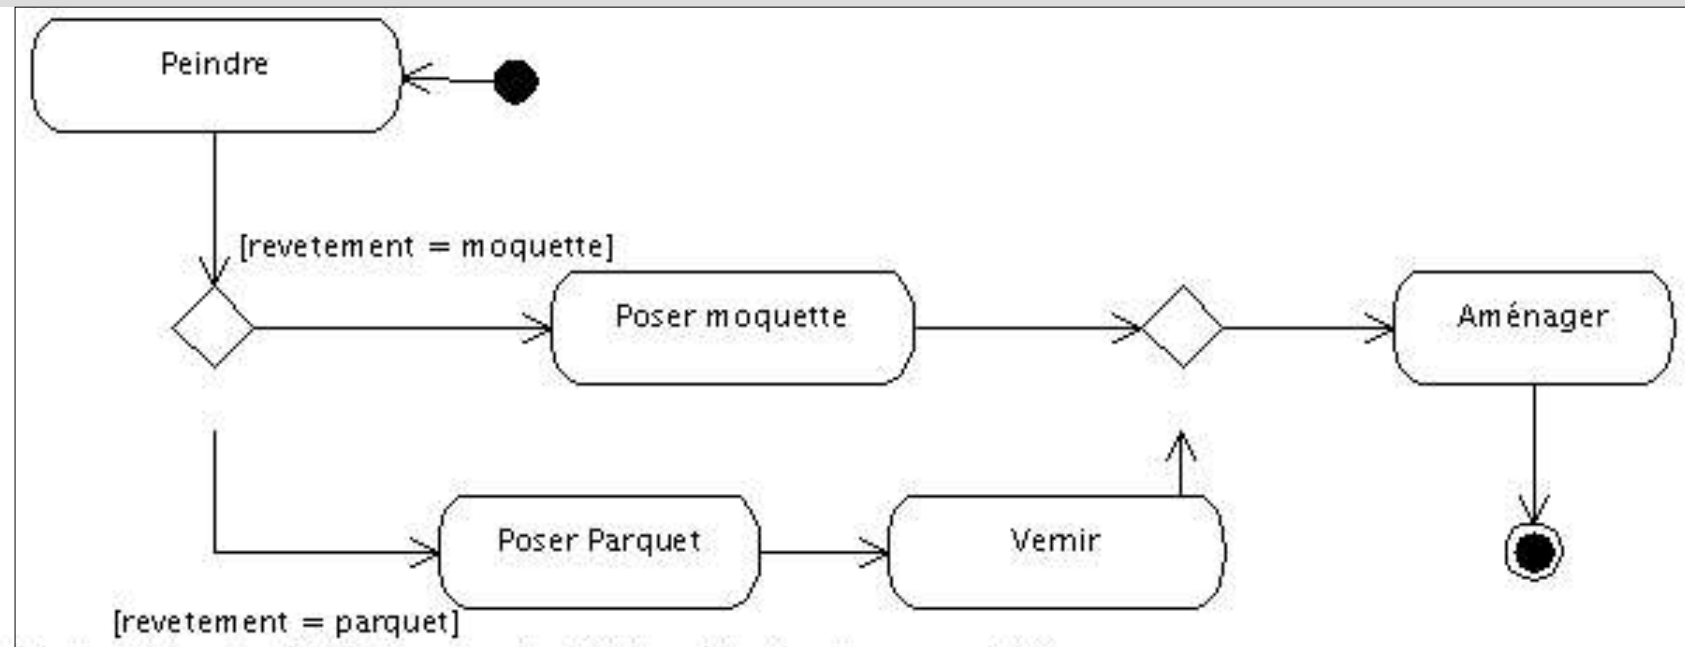 Peindre
[revetement = moquette]
Poser moquette
Aménager
Poser Parquet
Vernir
[revetement = parquet]